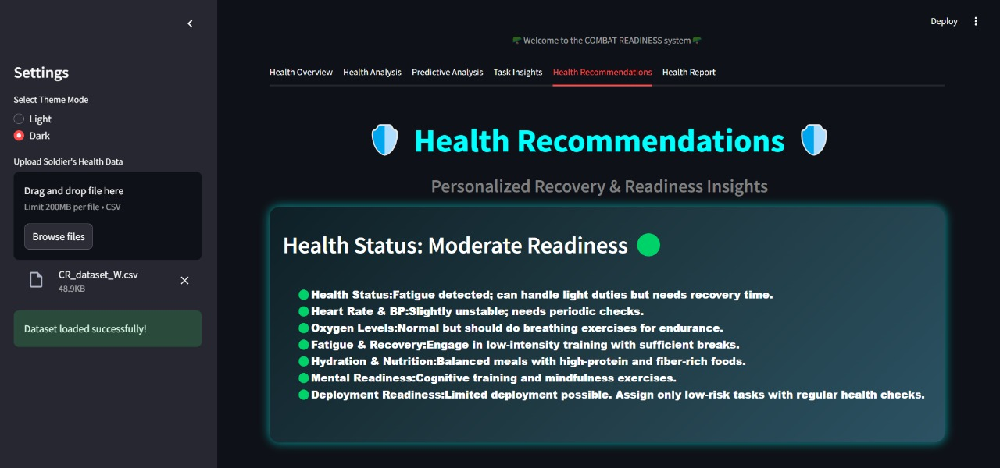 Deploy
🥦Welcome to the COMBAT READINESS system🥦
Settings
Select Theme Mode
Light
Dark
Upload Soldier's Health Data
Drag and drop file here
Limit 200MB per file • CSV
Browse files
CR_dataset_W.csv
48.9KB
Dataset loaded successfully!
Health Overview Health Analysis Predictive Analysis Task Insights Health Recommendations Health Report
Health Recommendations
Personalized Recovery & Readiness Insights
Health Status: Moderate Readiness
Health Status:Fatigue detected; can handle light duties but needs recovery time.
Heart Rate & BP:Slightly unstable; needs periodic checks.
Oxygen Levels:Normal but should do breathing exercises for endurance.
Fatigue & Recovery:Engage in low-intensity training with sufficient breaks.
Hydration & Nutrition:Balanced meals with high-protein and fiber-rich foods.
Mental Readiness:Cognitive training and mindfulness exercises.
Deployment Readiness:Limited deployment possible. Assign only low-risk tasks with regular health checks.